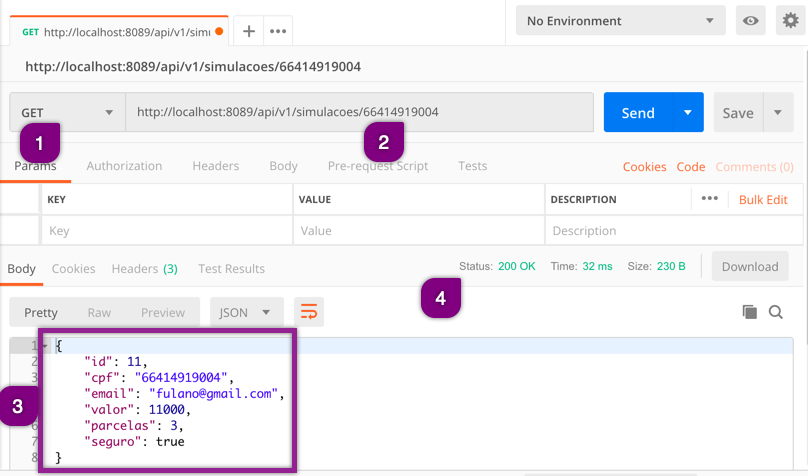 GET http://localhost:8089/api/v1/simu
+ •••
No Environment
http://localhost:8089/api/v1/simulacoes/66414919004
GET http://localhost:8089/api/v1/simulacoes/66414919004 Send Save
1 2
Params Authorization Headers Body Pre-request Script Tests Cookies Code Comments (0)
KEY VALUE DESCRIPTION ••• Bulk Edit
Key Value Description
Body Cookies Headers (3) Test Results Status: 200 OK Time: 32 ms Size: 230 B Download
4
Pretty Raw Preview JSON
1 {
2 "id": 11,
3 "cpf": "66414919004",
"email": "fulano@gmail.com",
3 "valor": 11000,
6 "parcelas": 3,
7 "seguro": true
8 }